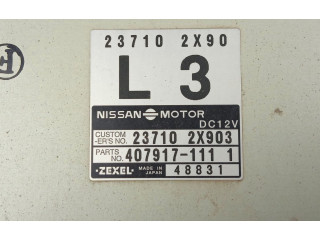 23710 2X90
L 3
NISSAN MOTOR
DC12V
CUSTOM -ER'S NO. 23710 2X903
PARTS NO. 407917-111 1
ZEXEL MADE IN JAPAN 48831